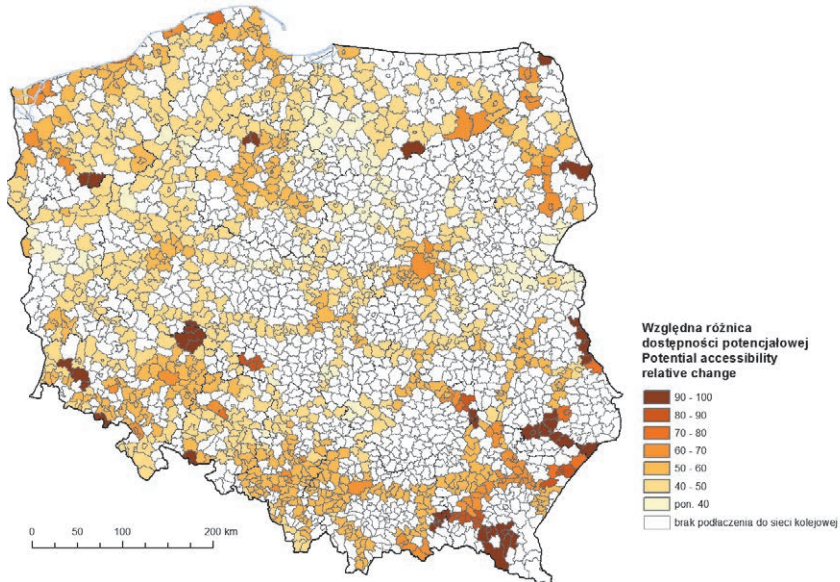 Względna różnica
dostępności potencjałowej
Potential accessibility
relative change
90 - 100
80 - 90
70 - 80
60 - 70
50 - 60
40 - 50
pon. 40
brak podłączenia do sieci kolejowej
0 50 100 200 km